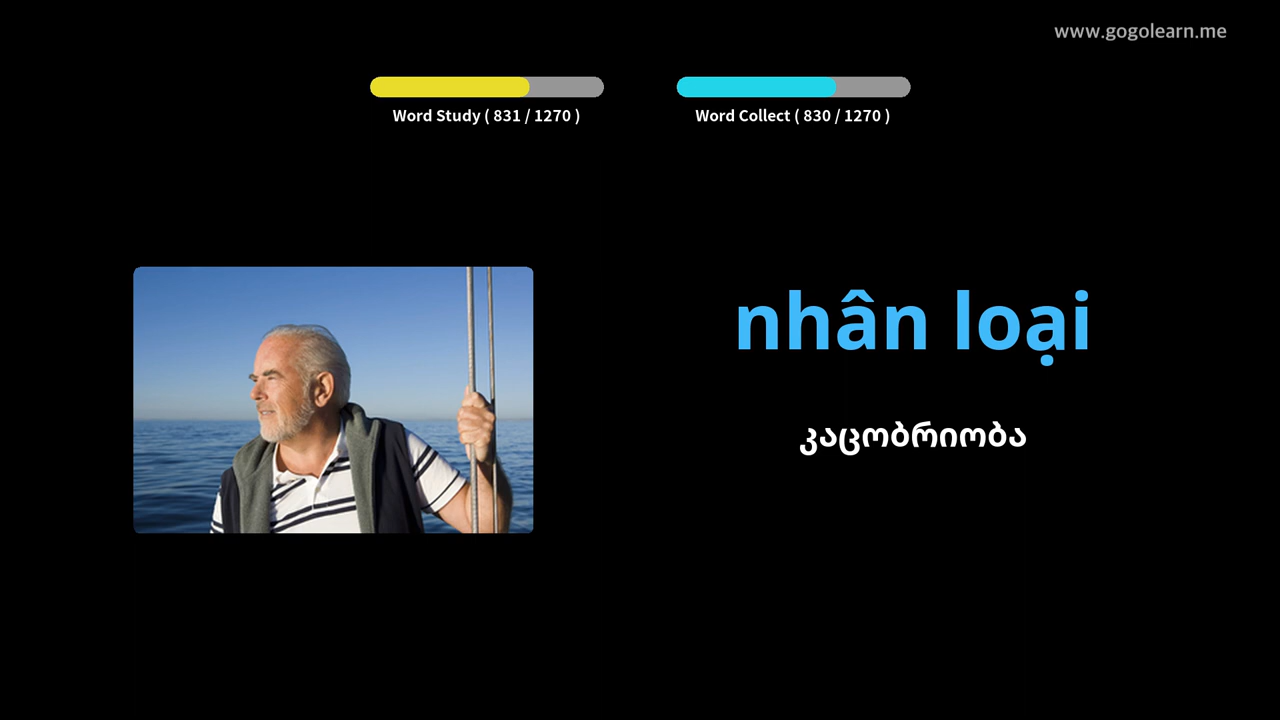 www.gogolearn.me
Word Study ( 831 / 1270 )
Word Collect ( 830 / 1270 )
nhân loại
კაცობრიობა